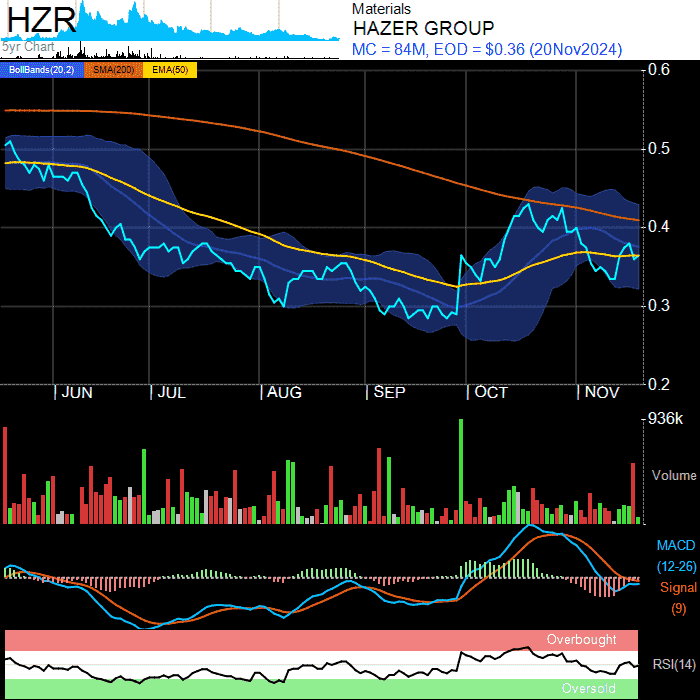 HZR
5yr Chart
Materials
HAZER GROUP
MC = 84M, EOD = $0.36 (20Nov2024)
BollBands(20,2) SMA(200) EMA(50)
0.6
0.5
0.4
0.3
0.2
JUN JUL AUG SEP OCT NOV
936k
Volume
MACD
(12-26)
Signal
(9)
Overbought
RSI(14)
Oversold